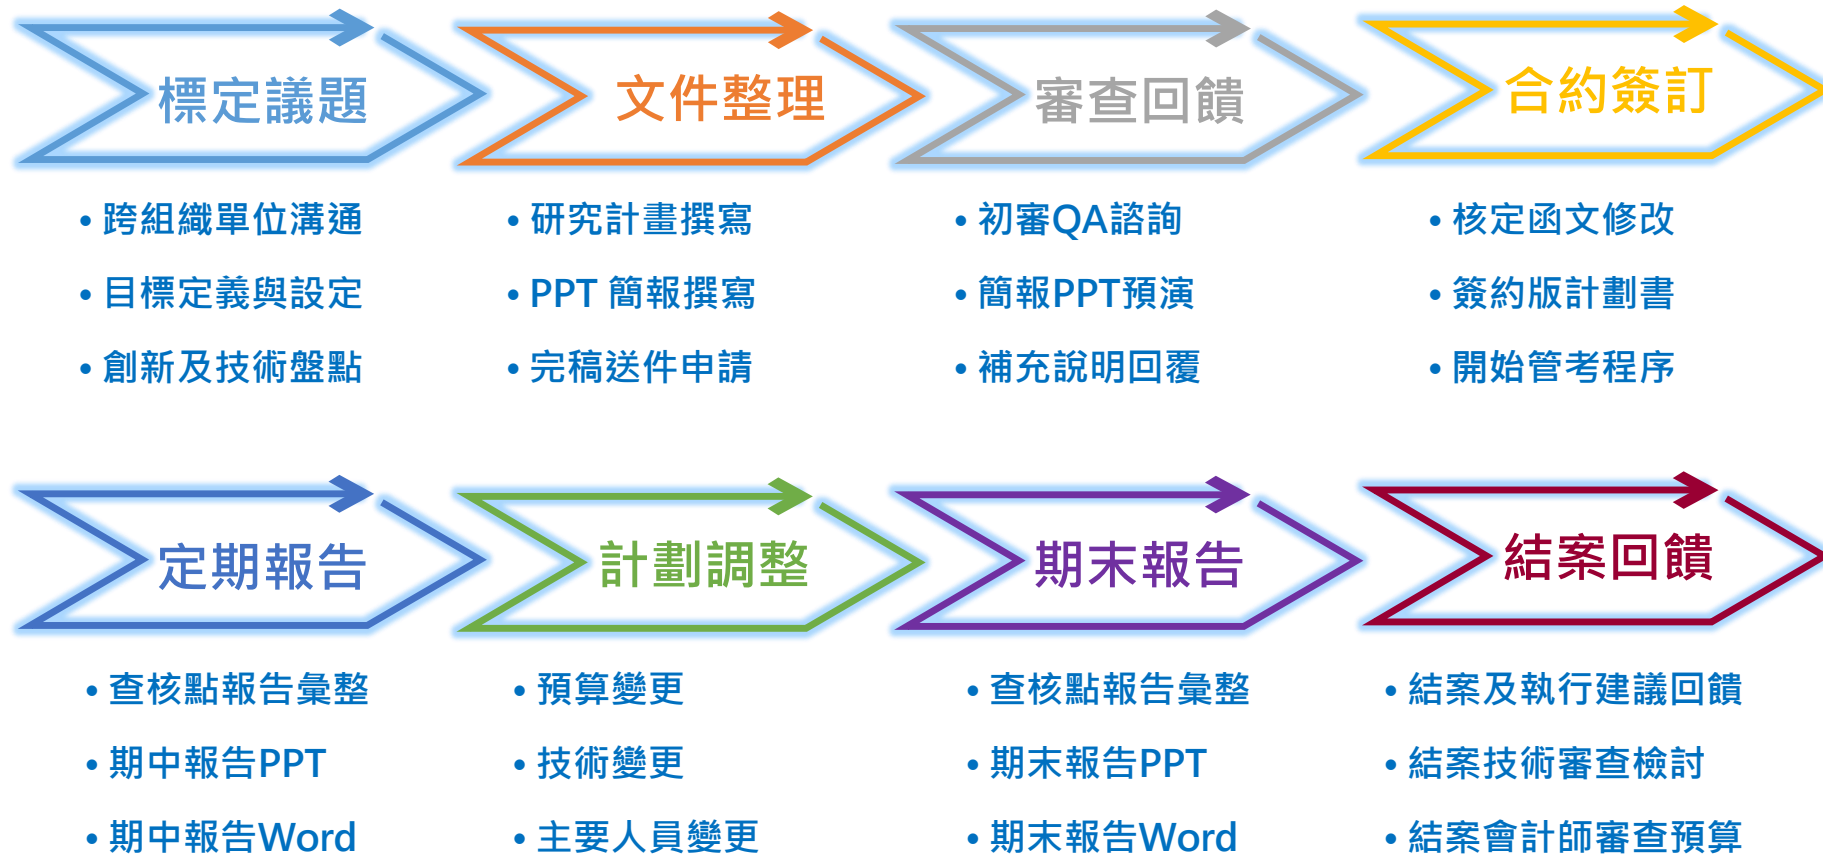 標定議題
文件整理
審查回饋
合約簽訂
• 跨組織單位溝通
• 目標定義與設定
• 創新及技術盤點
• 研究計畫撰寫
• PPT 簡報撰寫
• 完稿送件申請
• 初審QA諮詢
• 簡報PPT預演
• 補充說明回覆
• 核定函文修改
• 簽約版計劃書
• 開始管考程序
定期報告
計劃調整
期末報告
結案回饋
• 查核點報告彙整
• 期中報告PPT
• 期中報告Word
• 預算變更
• 技術變更
• 主要人員變更
• 查核點報告彙整
• 期末報告PPT
• 期末報告Word
• 結案及執行建議回饋
• 結案技術審查檢討
• 結案會計師審查預算